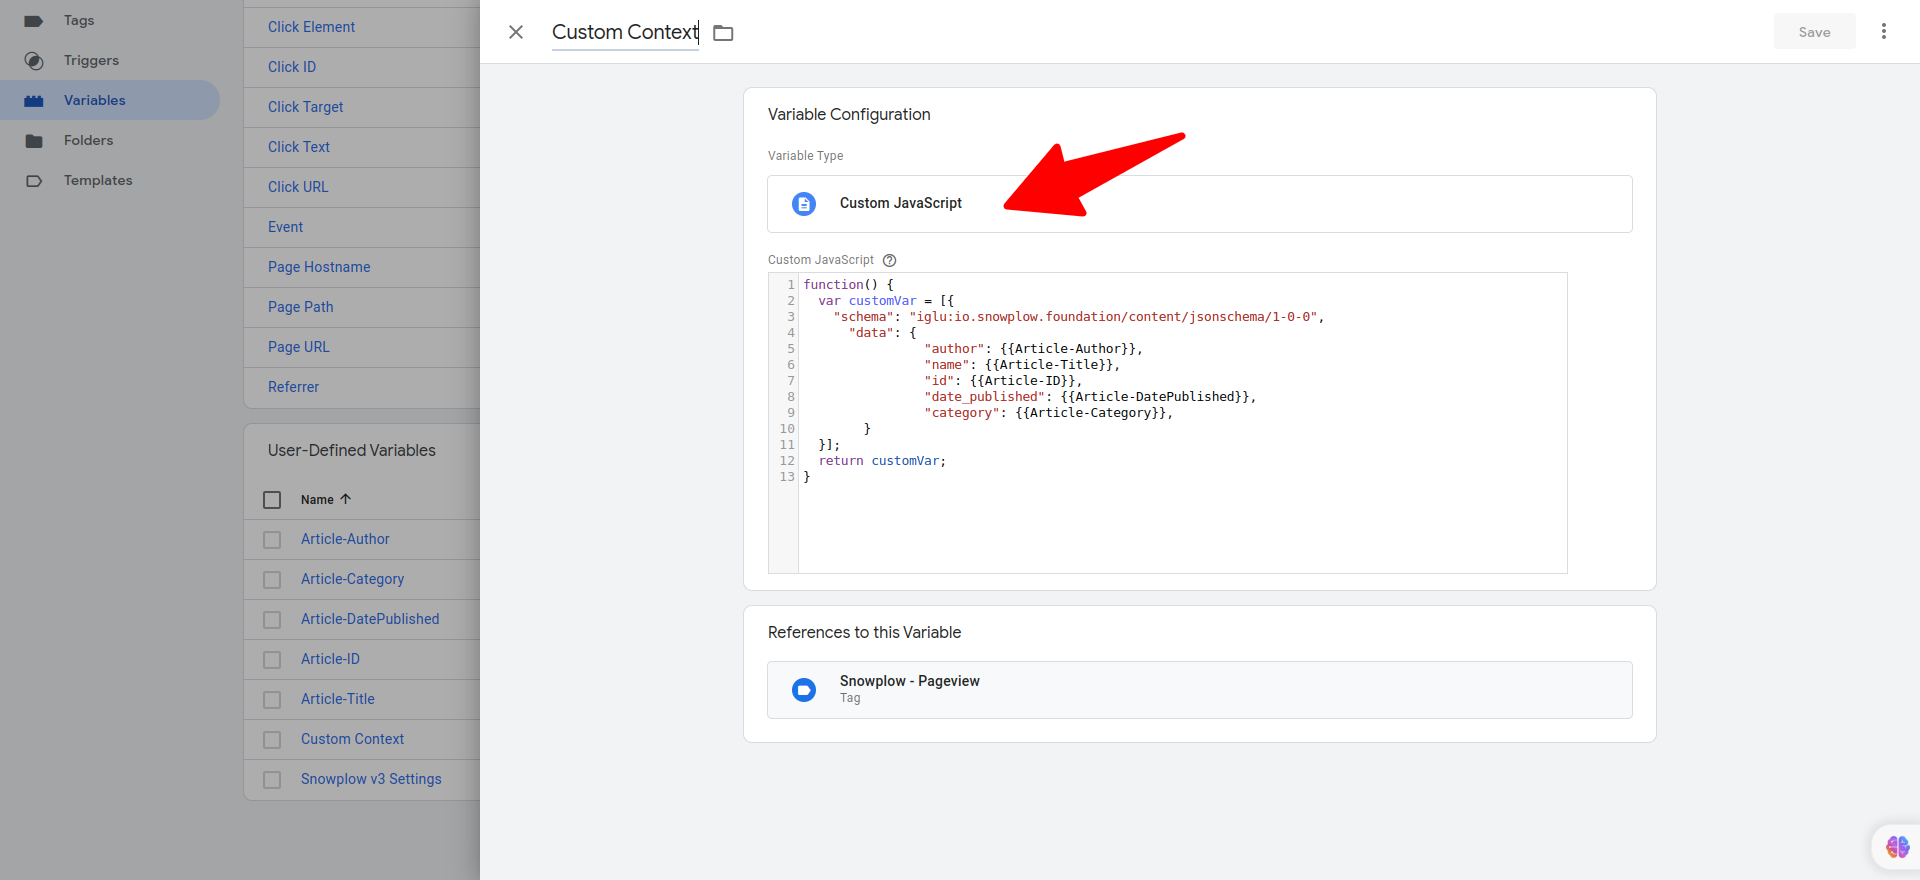 Tags
Triggers
Variables
Folders
Templates
Click Element
Click ID
Click Target
Click Text
Click URL
Event
Page Hostname
Page Path
Page URL
Referrer
User-Defined Variables
Name
Article-Author
Article-Category
Article-DatePublished
Article-ID
Article-Title
Custom Context
Snowplow v3 Settings
Custom Context
Save
Variable Configuration
Variable Type
Custom JavaScript
Custom JavaScript ?
1 function() {
2   var customVar = [{
3     "schema": "iglu:io.snowplow.foundation/content/jsonschema/1-0-0",
4       "data": {
5                 "author": {{Article-Author}},
6                 "name": {{Article-Title}},
7                 "id": {{Article-ID}},
8                 "date_published": {{Article-DatePublished}},
9                 "category": {{Article-Category}},
10         }
11   }];
12   return customVar;
13 }
References to this Variable
Snowplow - Pageview
Tag